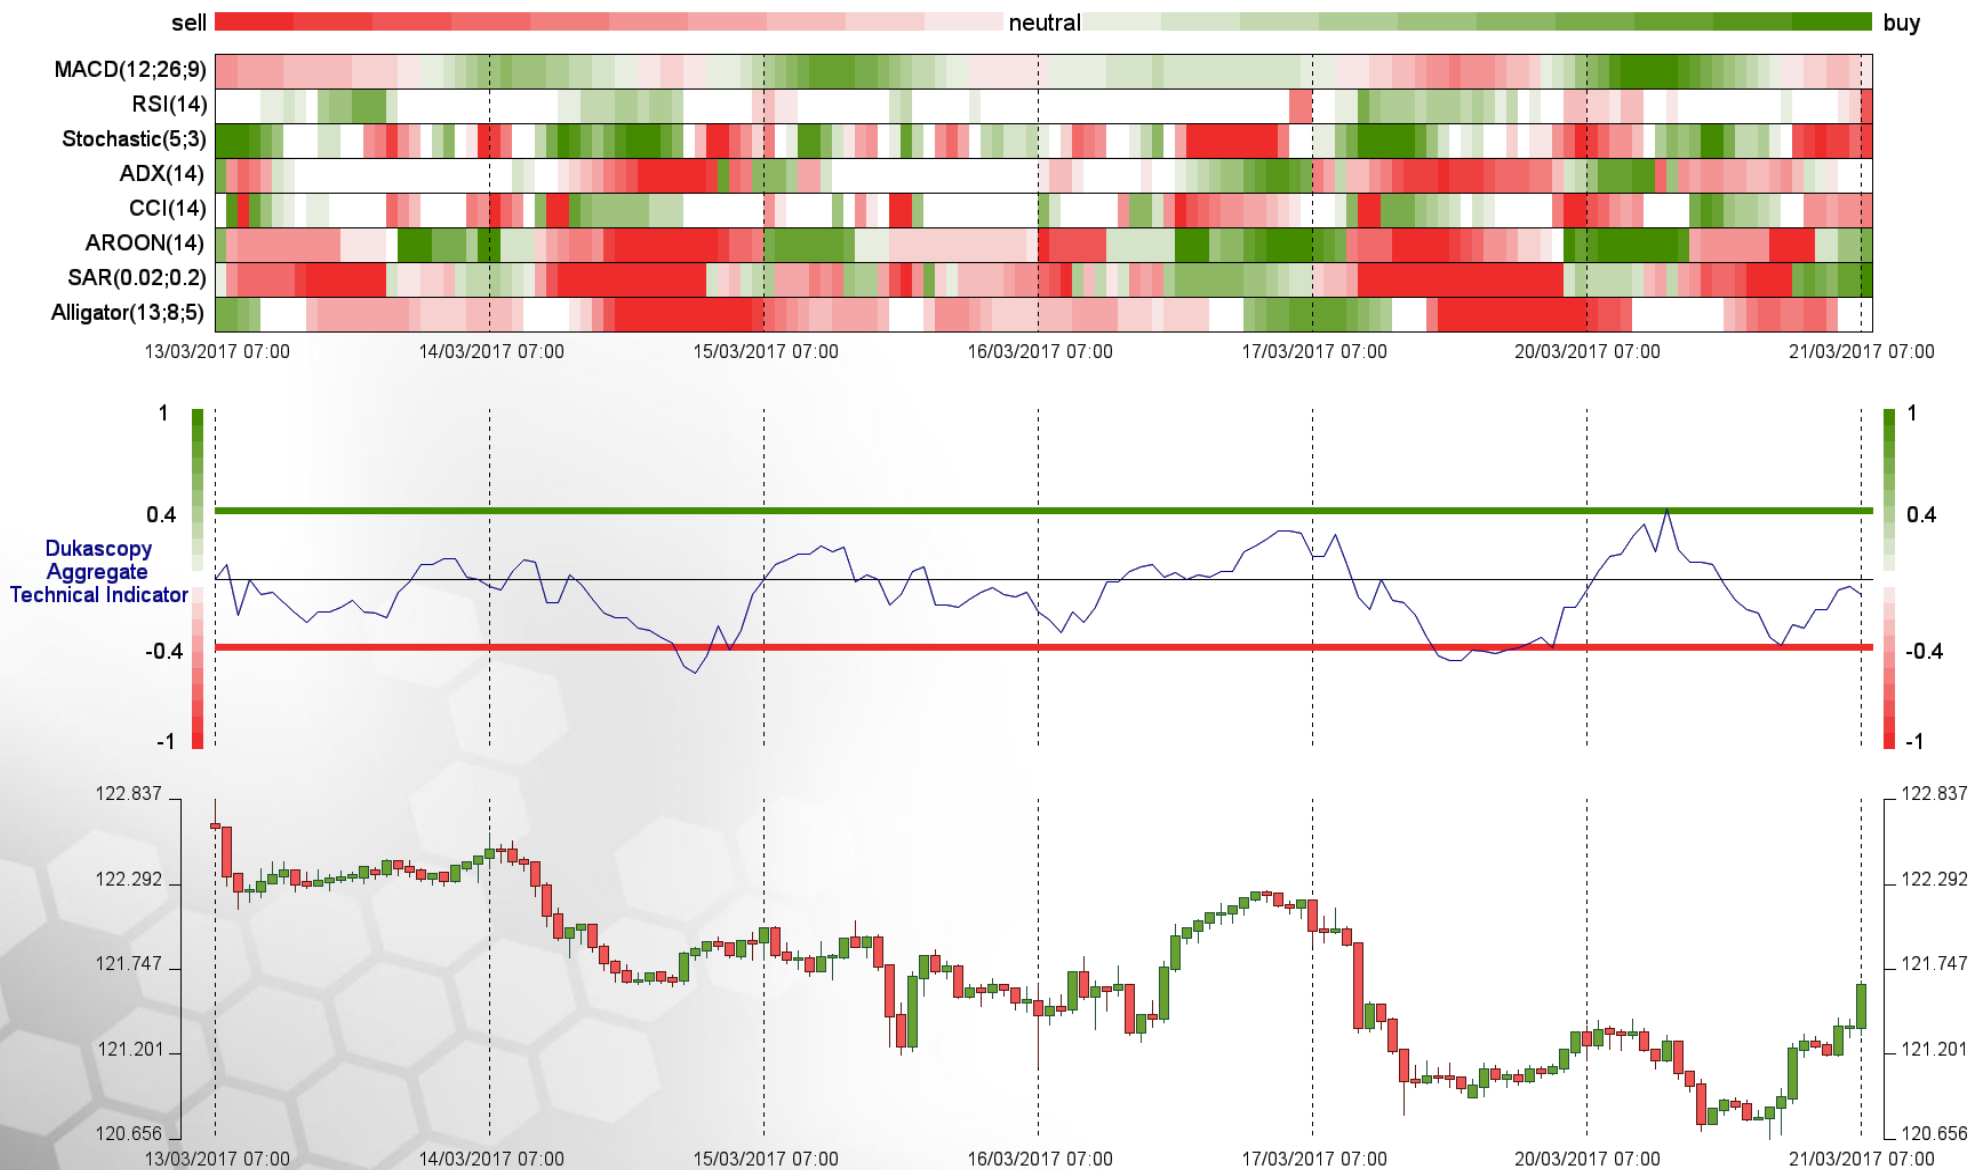 sell neutral buy
MACD(12;26;9)
RSI(14)
Stochastic(5;3)
ADX(14)
CCI(14)
AROON(14)
SAR(0.02;0.2)
Alligator(13;8;5)
13/03/2017 07:00 14/03/2017 07:00 15/03/2017 07:00 16/03/2017 07:00 17/03/2017 07:00 20/03/2017 07:00 21/03/2017 07:00
1 1
0.4 0.4
Dukascopy
Aggregate
Technical Indicator
-0.4 -0.4
-1 -1
122.837 122.837
122.292 122.292
121.747 121.747
121.201 121.201
120.656 120.656
13/03/2017 07:00 14/03/2017 07:00 15/03/2017 07:00 16/03/2017 07:00 17/03/2017 07:00 20/03/2017 07:00 21/03/2017 07:00